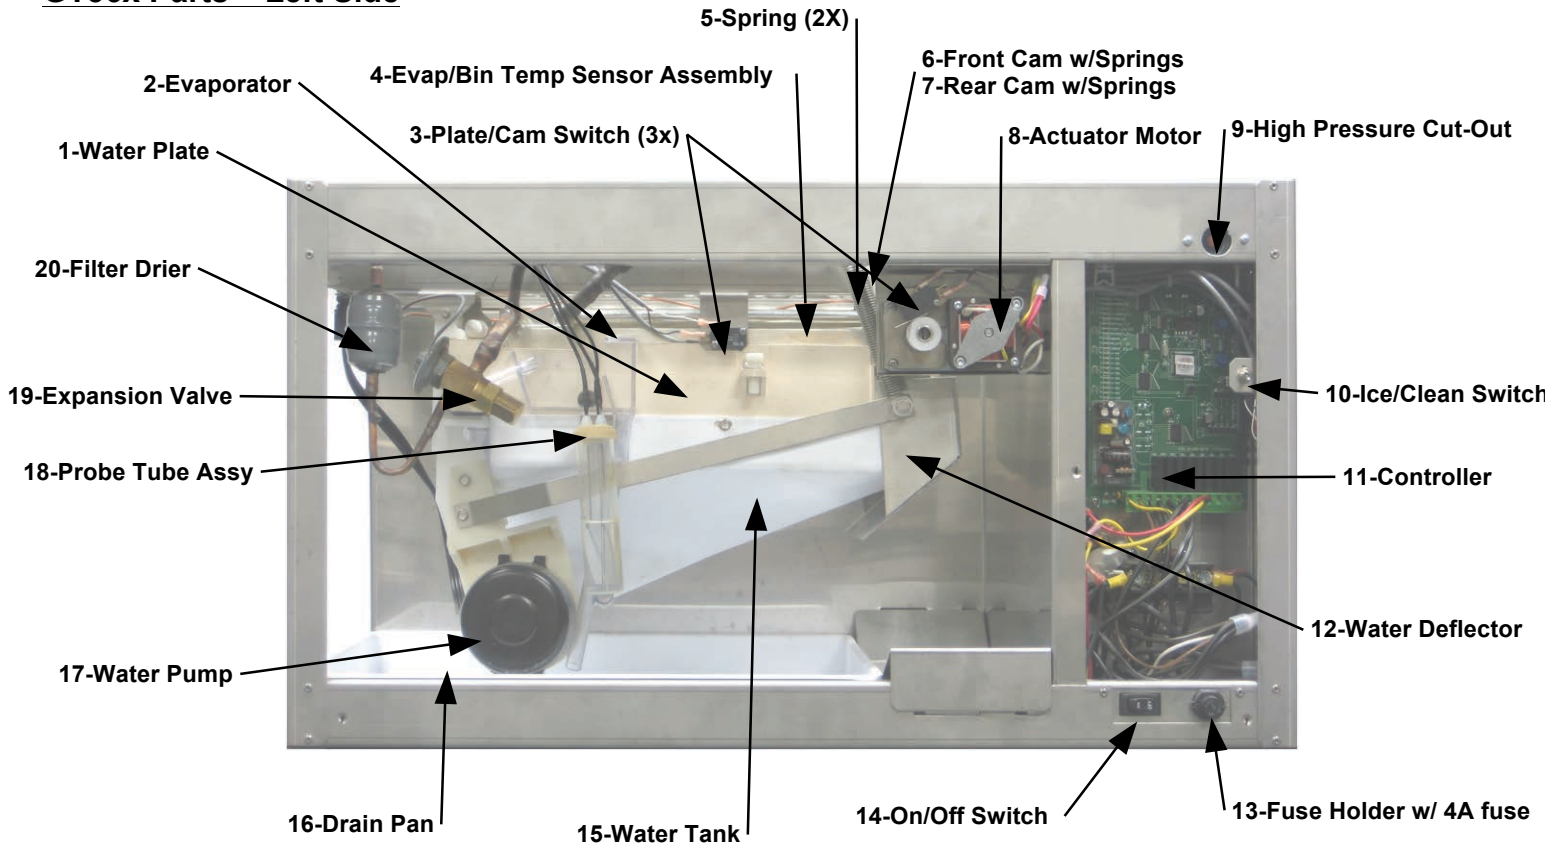 Parts
Left Side
5-Spring (2X)
6-Front Cam w/Springs
7-Rear Cam w/Springs
4-Evap/Bin Temp Sensor Assembly
2-Evaporator
3-Plate/Cam Switch (3x)
8-Actuator Motor
9-High Pressure Cut-Out
1-Water Plate
20-Filter Drier
19-Expansion Valve
10-Ice/Clean Switch
18-Probe Tube Assy
11-Controller
12-Water Deflector
17-Water Pump
16-Drain Pan
15-Water Tank
14-On/Off Switch
13-Fuse Holder w/ 4A fuse